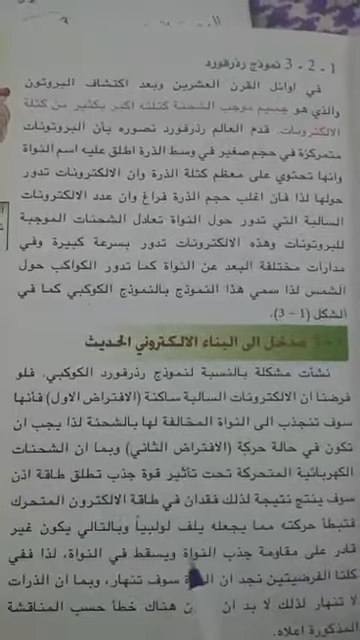 1 - 2 - 3 نموذج رذرفورد
في اوائل القرن العشرين وبعد اكتشاف البروتون
والذي هو جسيم موجب الشحنة كتلته اكبر بكثير من كتلة
الالكترونات. قدم العالم رذرفورد تصوره بأن البروتونات
متمركزة في حجم صغير في وسط الذرة اطلق عليه اسم النواة
وانها تحتوي على معظم كتلة الذرة وان الالكترونات تدور
حولها لذا فان اغلب حجم الذرة فراغ وان عدد الالكترونات
السالبة التي تدور حول النواة تعادل الشحنات الموجبة
للبروتونات وهذه الالكترونات تدور بسرعة كبيرة وفي
مدارات مختلفة البعد عن النواة كما تدور الكواكب حول
الشمس لذا سمي هذا النموذج بالنموذج الكوكبي كما في
الشكل (1 – 3).
مدخل الى البناء الالكتروني الحديث
نشأت مشكلة بالنسبة لنموذج رذرفورد الكوكبي. فلو
فرضنا ان الالكترونات السالبة ساكنة (الافتراض الاول) فأنها
سوف تنجذب الى النواة المخالفة لها بالشحنة لذا يجب ان
تكون في حالة حركة (الافتراض الثاني) وبما ان الشحنات
الكهربائية المتحركة تحت تأثير قوة جذب تطلق طاقة اذن
سوف ينتج نتيجة لذلك فقدان في طاقة الالكترون المتحرك
فتبطأ حركته مما يجعله يلف لولبياً وبالتالي يكون غير
قادر على مقاومة جذب النواة ويسقط في النواة، لذا ففي
كلتا الفرضيتين نجد ان سوف تنهار، وبما ان الذرات
لا تنهار لذلك لا بد ان هناك خطأ حسب المناقشة
المذكورة اعلاه.